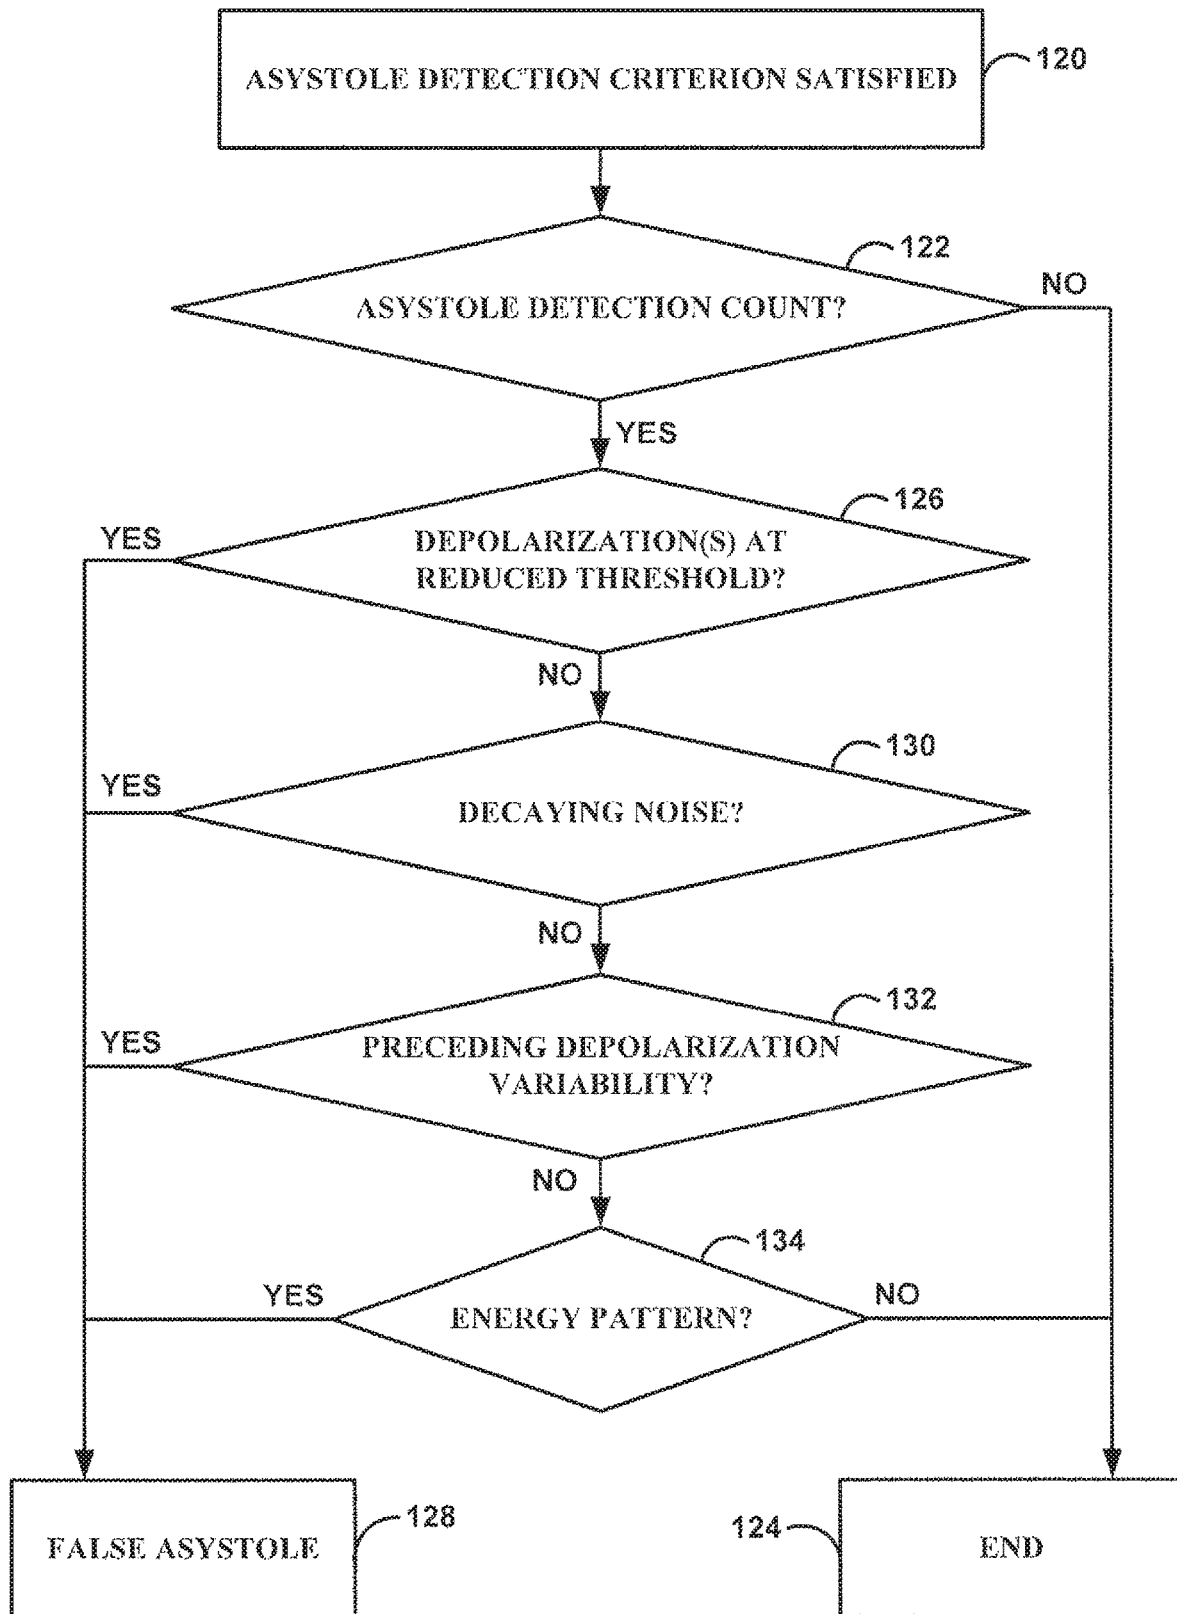 ASYSTOLE DETECTION CRITERION SATISFIED
120
122
NO
ASYSTOLE DETECTION COUNT?
YES
126
YES
DEPOLARIZATION(S) AT
REDUCED THRESHOLD?
NO
130
YES
DECAYING NOISE?
NO
132
YES
PRECEDING DEPOLARIZATION
VARIABILITY?
NO
134
YES
NO
ENERGY PATTERN?
128
124
FALSE ASYSTOLE
END